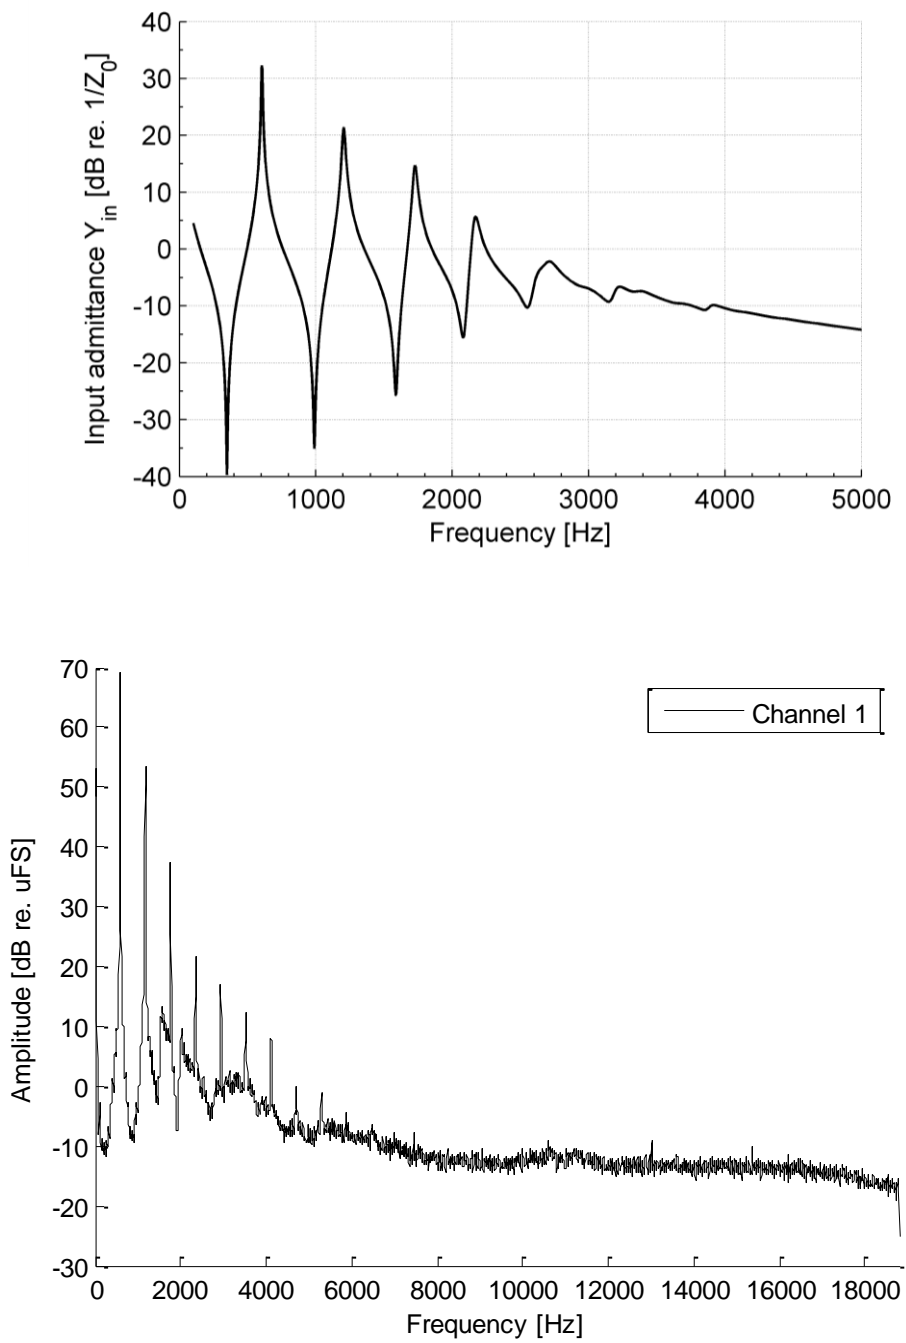 40
30
20
10
0
-10
-20
-30
-40
Input admittance Y_in [dB re. 1/Z_0]
0 1000 2000 3000 4000 5000
Frequency [Hz]
70
60
50
40
30
20
10
0
-10
-20
-30
Amplitude [dB re. uFS]
Channel 1
0 2000 4000 6000 8000 10000 12000 14000 16000 18000
Frequency [Hz]